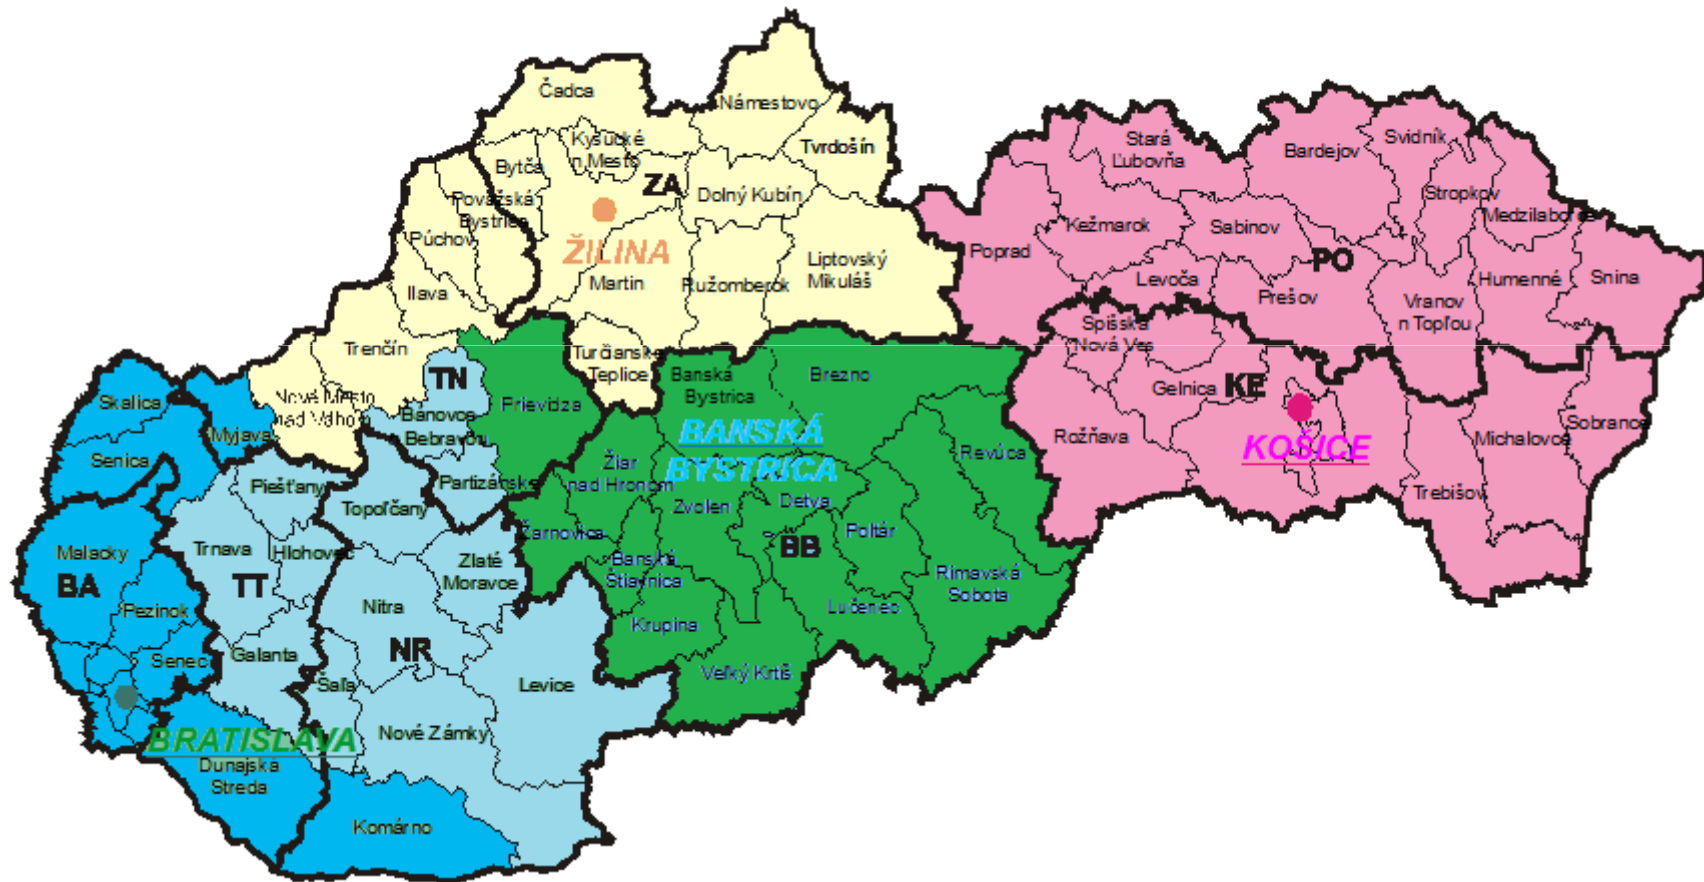 Čadca
Námestovo
Kysucké
n.Mesto
Tvrdošín
Bytča
ZA
Dolný Kubín
Považská
Bystrica
Púchov
ŽILINA
Martin
Ružomberok
Liptovský
Mikuláš
Ilava
Trenčín
Turčianske
Teplice
Stará
Ľubovňa
Bardejov
Svidník
Stropkov
Medzilaborce
Kežmarok
Sabinov
Poprad
PO
Levoča
Prešov
Vranov
n Topľou
Humenné
Snina
Spišská
Nová Ves
Gelnica
KE
Rožňava
KOŠICE
Michalovce
Sobrance
Trebišov
Skalica
Myjava
Senica
Nové Mesto
nad Váhom
TN
Bánovce
n.Bebravou
Prievidza
Partizánske
Banská
Bystrica
Brezno
BANSKÁ
BYSTRICA
Revúca
Žiar
nad Hronom
Zvolen
Detva
Poltár
Žarnovica
BB
Banská
Štiavnica
Rimavská
Sobota
Krupina
Lučenec
Veľký Krtíš
Piešťany
Topoľčany
Malacky
Trnava
Hlohovec
Zlaté
Moravce
BA
TT
Nitra
Pezinok
Senec
Galanta
NR
Šaľa
Levice
Nové Zámky
BRATISLAVA
Dunajská
Streda
Komárno